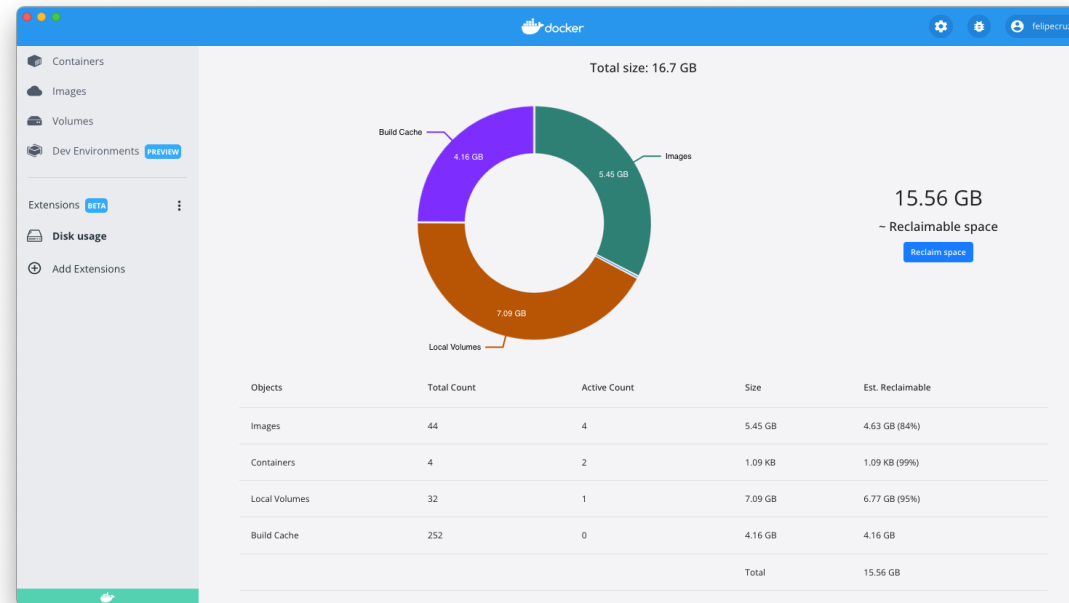 docker
felipecruz
Containers
Images
Volumes
Dev Environments PREVIEW
Extensions BETA
Disk usage
Add Extensions
Total size: 16.7 GB
Build Cache
4.16 GB
Images
5.45 GB
7.09 GB
Local Volumes
15.56 GB
~ Reclaimable space
Reclaim space
Objects Total Count Active Count Size Est. Reclaimable
Images 44 4 5.45 GB 4.63 GB (84%)
Containers 4 2 1.09 KB 1.09 KB (99%)
Local Volumes 32 1 7.09 GB 6.77 GB (95%)
Build Cache 252 0 4.16 GB 4.16 GB
Total 15.56 GB